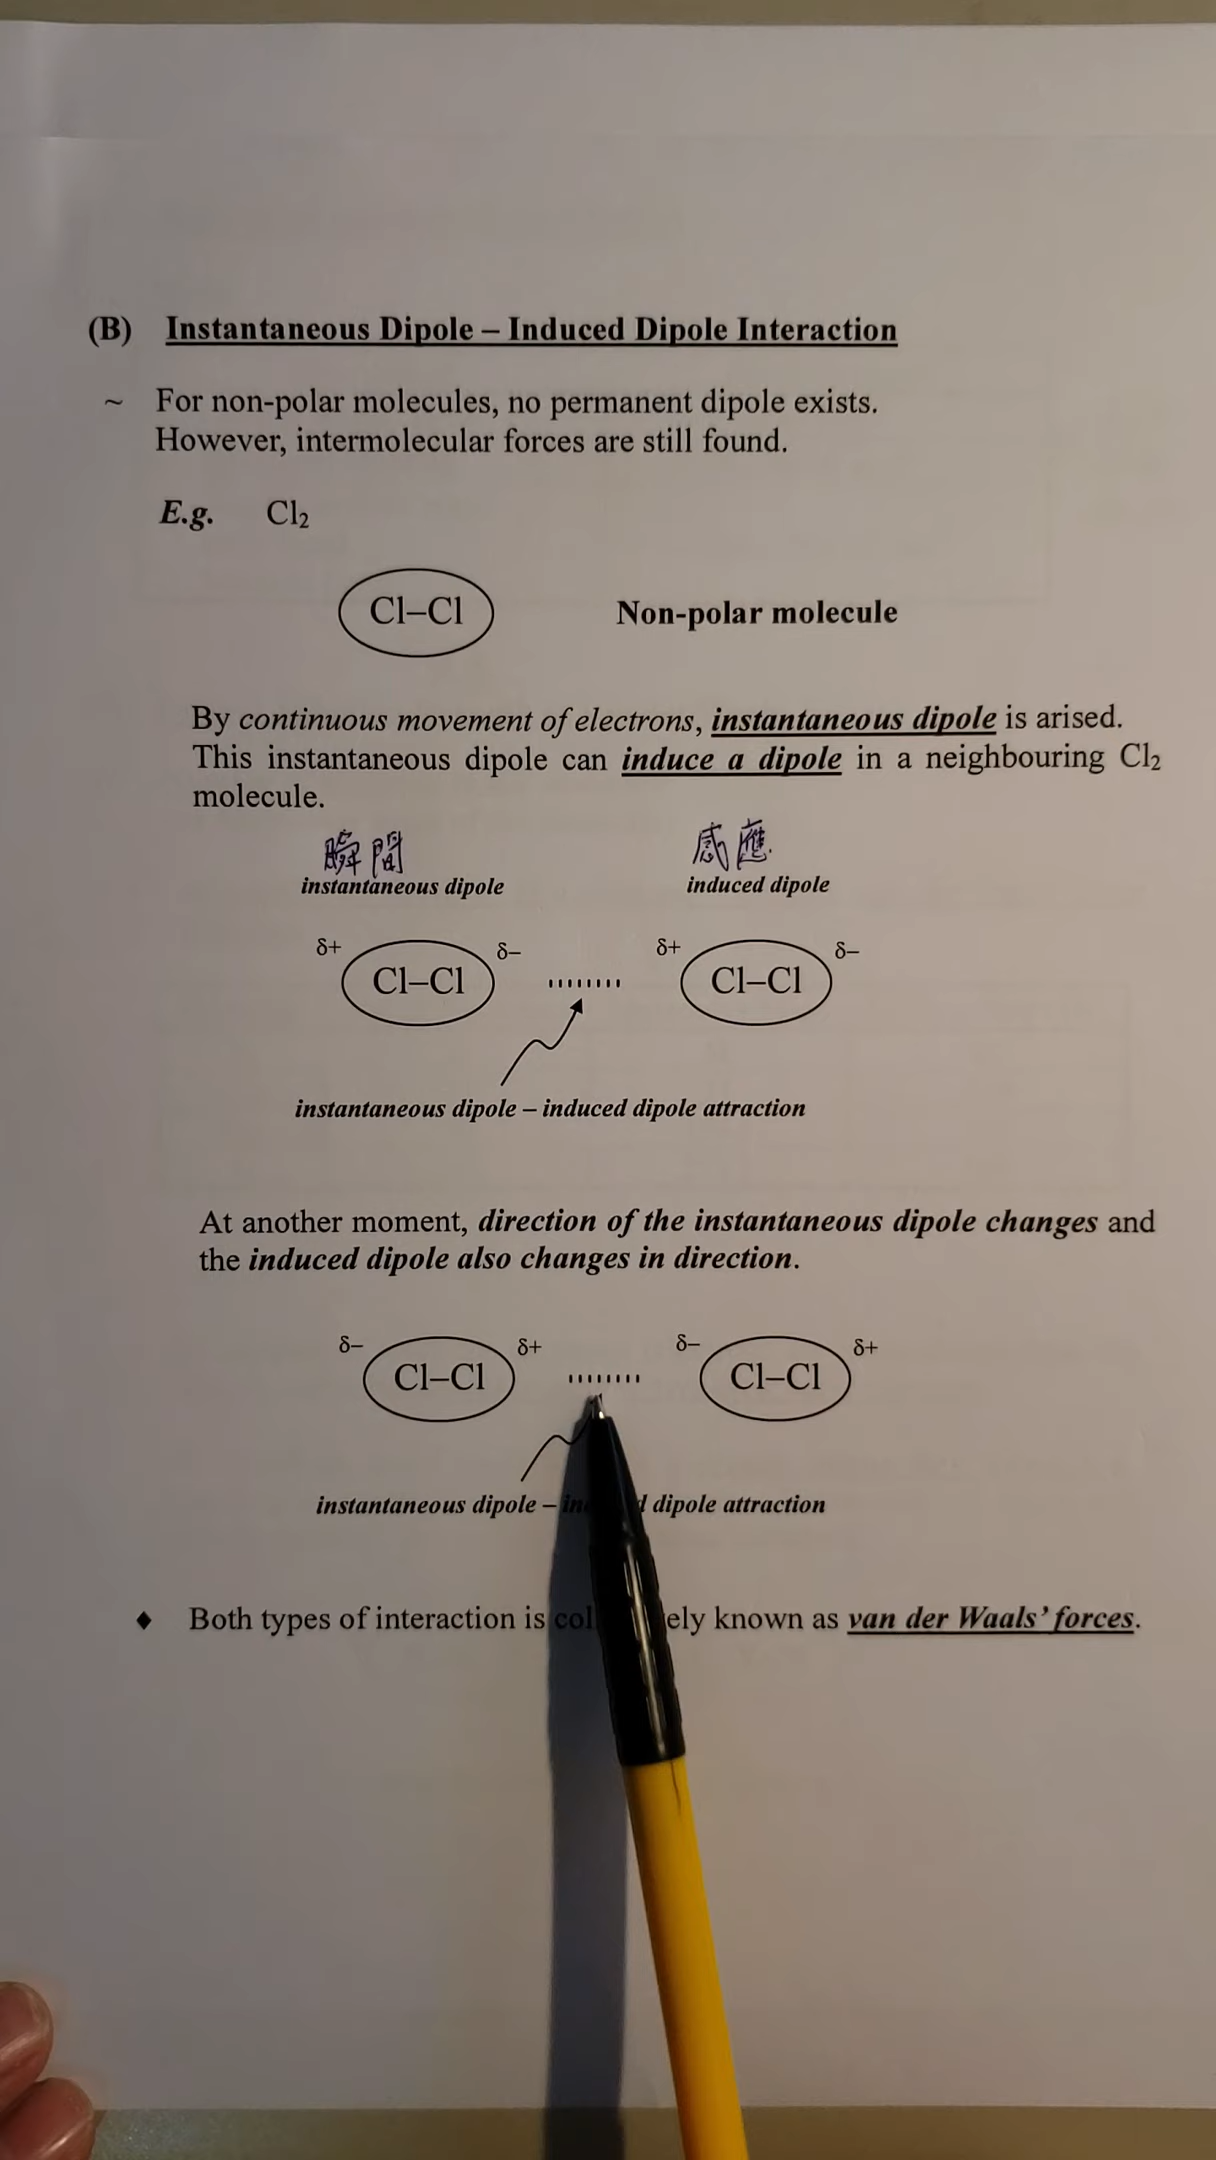 (B) Instantaneous Dipole – Induced Dipole Interaction
~ For non-polar molecules, no permanent dipole exists.
However, intermolecular forces are still found.
E.g. Cl₂
Cl–Cl Non-polar molecule
By continuous movement of electrons, instantaneous dipole is arised.
This instantaneous dipole can induce a dipole in a neighbouring Cl₂
molecule.
瞬間 感應
instantaneous dipole induced dipole
δ+ δ– δ+ δ–
Cl–Cl Cl–Cl
instantaneous dipole – induced dipole attraction
At another moment, direction of the instantaneous dipole changes and
the induced dipole also changes in direction.
δ– δ+ δ– δ+
Cl–Cl Cl–Cl
instantaneous dipole – dipole attraction
♦ Both types of interaction is known as van der Waals' forces.